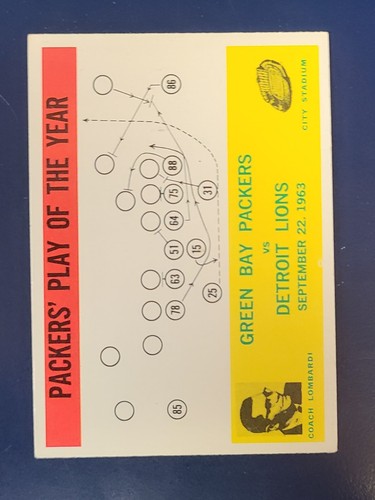 PACKERS' PLAY OF THE YEAR
85
78
63
51
64
75
88
86
15
25
31
GREEN BAY PACKERS
VS
DETROIT LIONS
SEPTEMBER 22, 1963
COACH LOMBARDI
CITY STADIUM